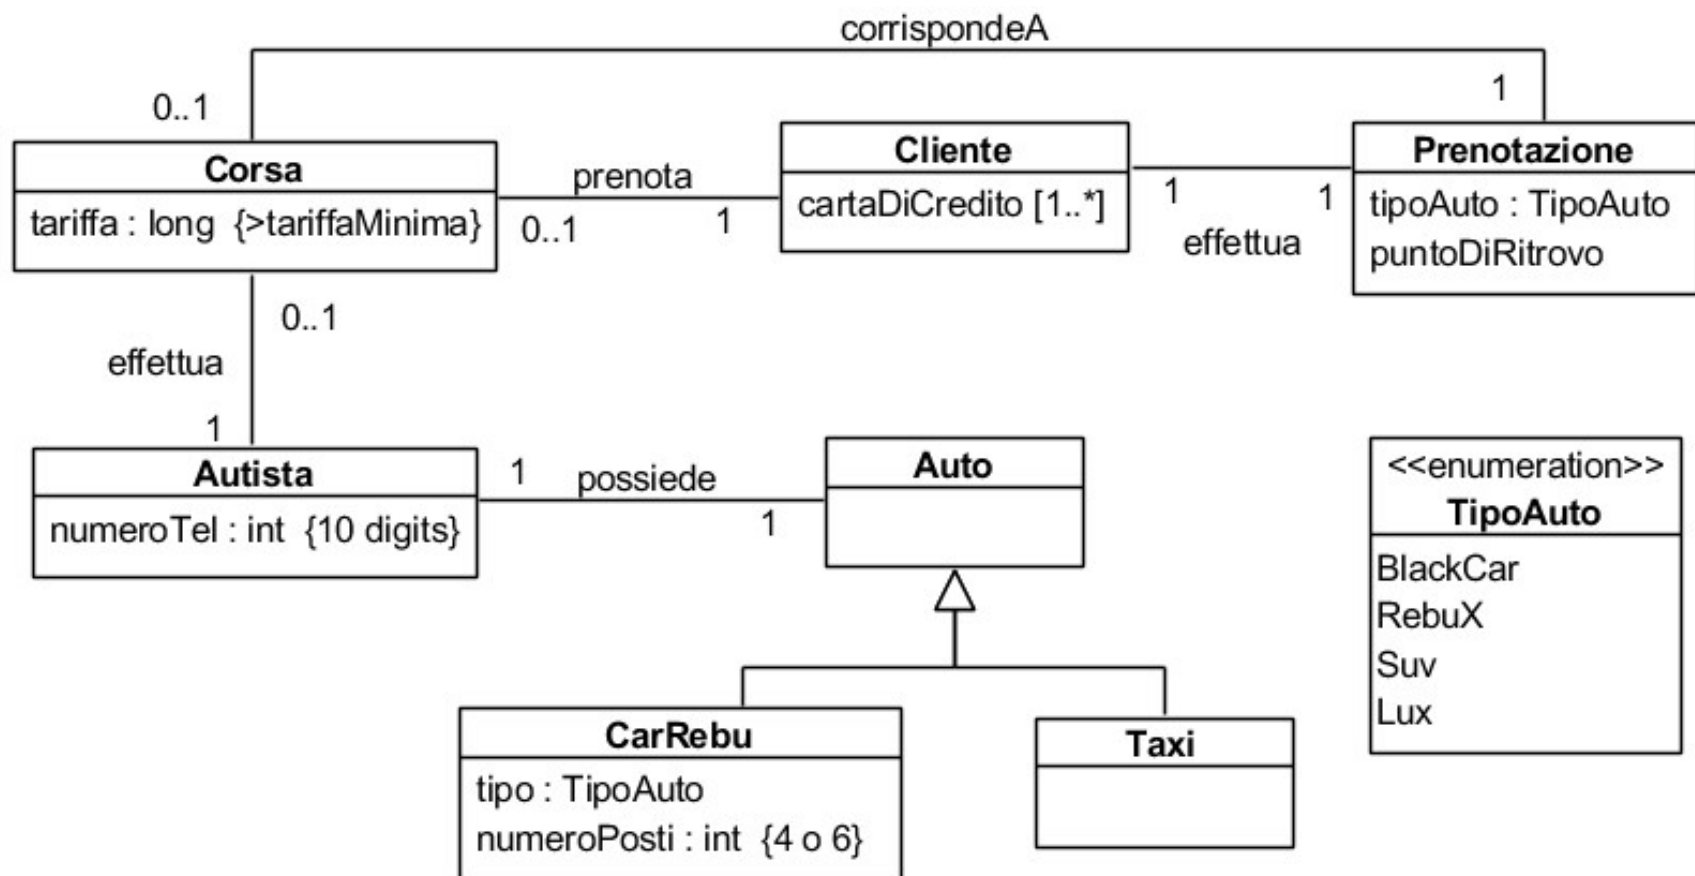 corrispondeA
0..1
1
Corsa
tariffa : long {>tariffaMinima}
prenota
0..1
1
Cliente
cartaDiCredito [1..*]
1
1
effettua
Prenotazione
tipoAuto : TipoAuto
puntoDiRitrovo
0..1
effettua
1
Autista
numeroTel : int {10 digits}
1
possiede
1
Auto
<<enumeration>>
TipoAuto
BlackCar
RebuX
Suv
Lux
CarRebu
tipo : TipoAuto
numeroPosti : int {4 o 6}
Taxi